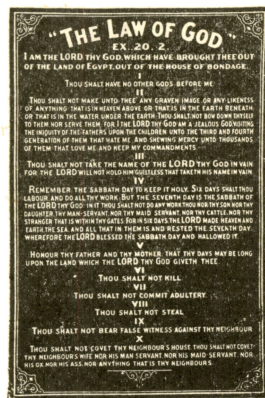 "THE LAW OF GOD"
EX. 20. 2.
I AM THE LORD THY GOD, WHICH HAVE BROUGHT THEE OUT
OF THE LAND OF EGYPT, OUT OF THE HOUSE OF BONDAGE.
I
THOU SHALT HAVE NO OTHER GODS BEFORE ME
II
THOU SHALT NOT MAKE UNTO THEE ANY GRAVEN IMAGE, OR ANY LIKENESS
OF ANYTHING THAT IS IN HEAVEN ABOVE OR THAT IS IN THE EARTH BENEATH,
OR THAT IS IN THE WATER UNDER THE EARTH. THOU SHALT NOT BOW DOWN THYSELF
TO THEM NOR SERVE THEM, FOR I THE LORD THY GOD AM A JEALOUS GOD, VISITING
THE INIQUITY OF THE FATHERS UPON THE CHILDREN UNTO THE THIRD AND FOURTH
GENERATION OF THEM THAT HATE ME AND SHEWING MERCY UNTO THOUSANDS
OF THEM THAT LOVE ME AND KEEP MY COMMANDMENTS
III
THOU SHALT NOT TAKE THE NAME OF THE LORD THY GOD IN VAIN
FOR THE LORD WILL NOT HOLD HIM GUILTLESS THAT TAKETH HIS NAME IN VAIN.
IV
REMEMBER THE SABBATH DAY TO KEEP IT HOLY. SIX DAYS SHALT THOU
LABOUR AND DO ALL THY WORK. BUT THE SEVENTH DAY IS THE SABBATH OF
THE LORD THY GOD: IN IT THOU SHALT NOT DO ANY WORK THOU NOR THY SON NOR THY
DAUGHTER, THY MAN-SERVANT, NOR THY MAID SERVANT, NOR THY CATTLE, NOR THY
STRANGER THAT IS WITHIN THY GATES: FOR IN SIX DAYS THE LORD MADE HEAVEN AND
EARTH THE SEA, AND ALL THAT IN THEM IS AND RESTED THE SEVENTH DAY.
WHEREFORE THE LORD BLESSED THE SABBATH DAY AND HALLOWED IT.
V
HONOUR THY FATHER AND THY MOTHER, THAT THY DAYS MAY BE LONG
UPON THE LAND WHICH THE LORD THY GOD GIVETH THEE.
VI
THOU SHALT NOT KILL
VII
THOU SHALT NOT COMMIT ADULTERY.
VIII
THOU SHALT NOT STEAL
IX
THOU SHALT NOT BEAR FALSE WITNESS AGAINST THY NEIGHBOUR
X
THOU SHALT NOT COVET THY NEIGHBOUR'S HOUSE, THOU SHALT NOT COVET
THY NEIGHBOUR'S WIFE NOR HIS MAN SERVANT, NOR HIS MAID-SERVANT, NOR
HIS OX, NOR HIS ASS, NOR ANYTHING THAT IS THY NEIGHBOURS